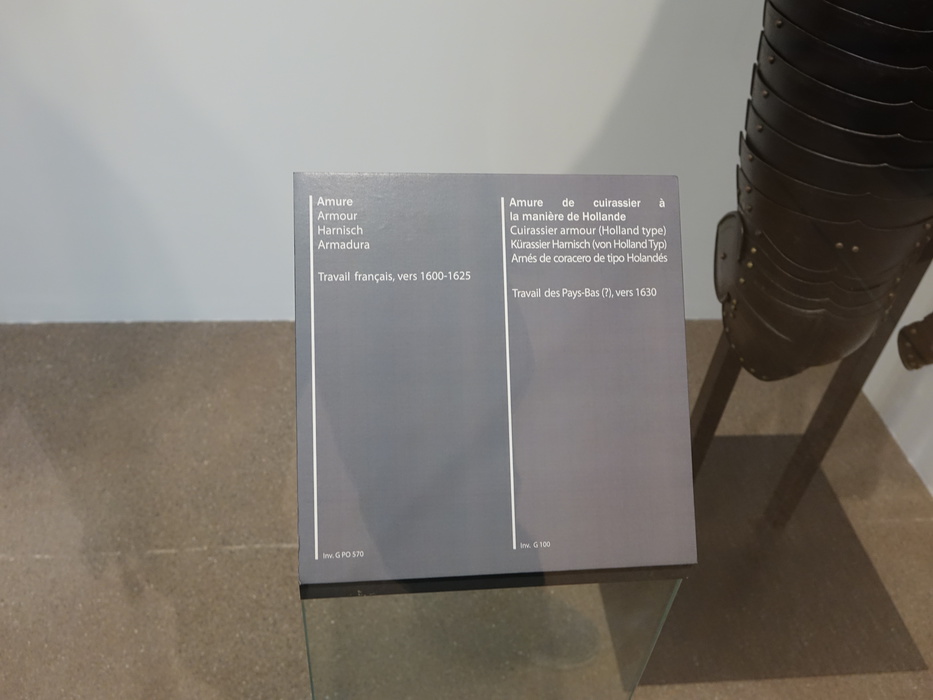 Amure
Armour
Harnisch
Armadura
Travail français, vers 1600-1625
Inv. G PO 570
Amure de cuirassier à
la manière de Hollande
Cuirassier armour (Holland type)
Kürassier Harnisch (von Holland Typ)
Arnés de coracero de tipo Holandés
Travail des Pays-Bas (?), vers 1630
Inv. G 100